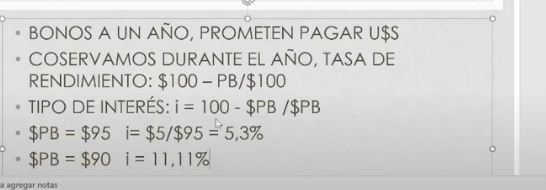 • BONOS A UN AÑO, PROMETEN PAGAR U$S
• COSERVAMOS DURANTE EL AÑO, TASA DE
RENDIMIENTO: $100 – PB/$100
• TIPO DE INTERÉS: i = 100 - $PB /$PB
• $PB = $95 i= $5/$95 = 5,3%
• $PB = $90 i = 11,11%
a agregar notas